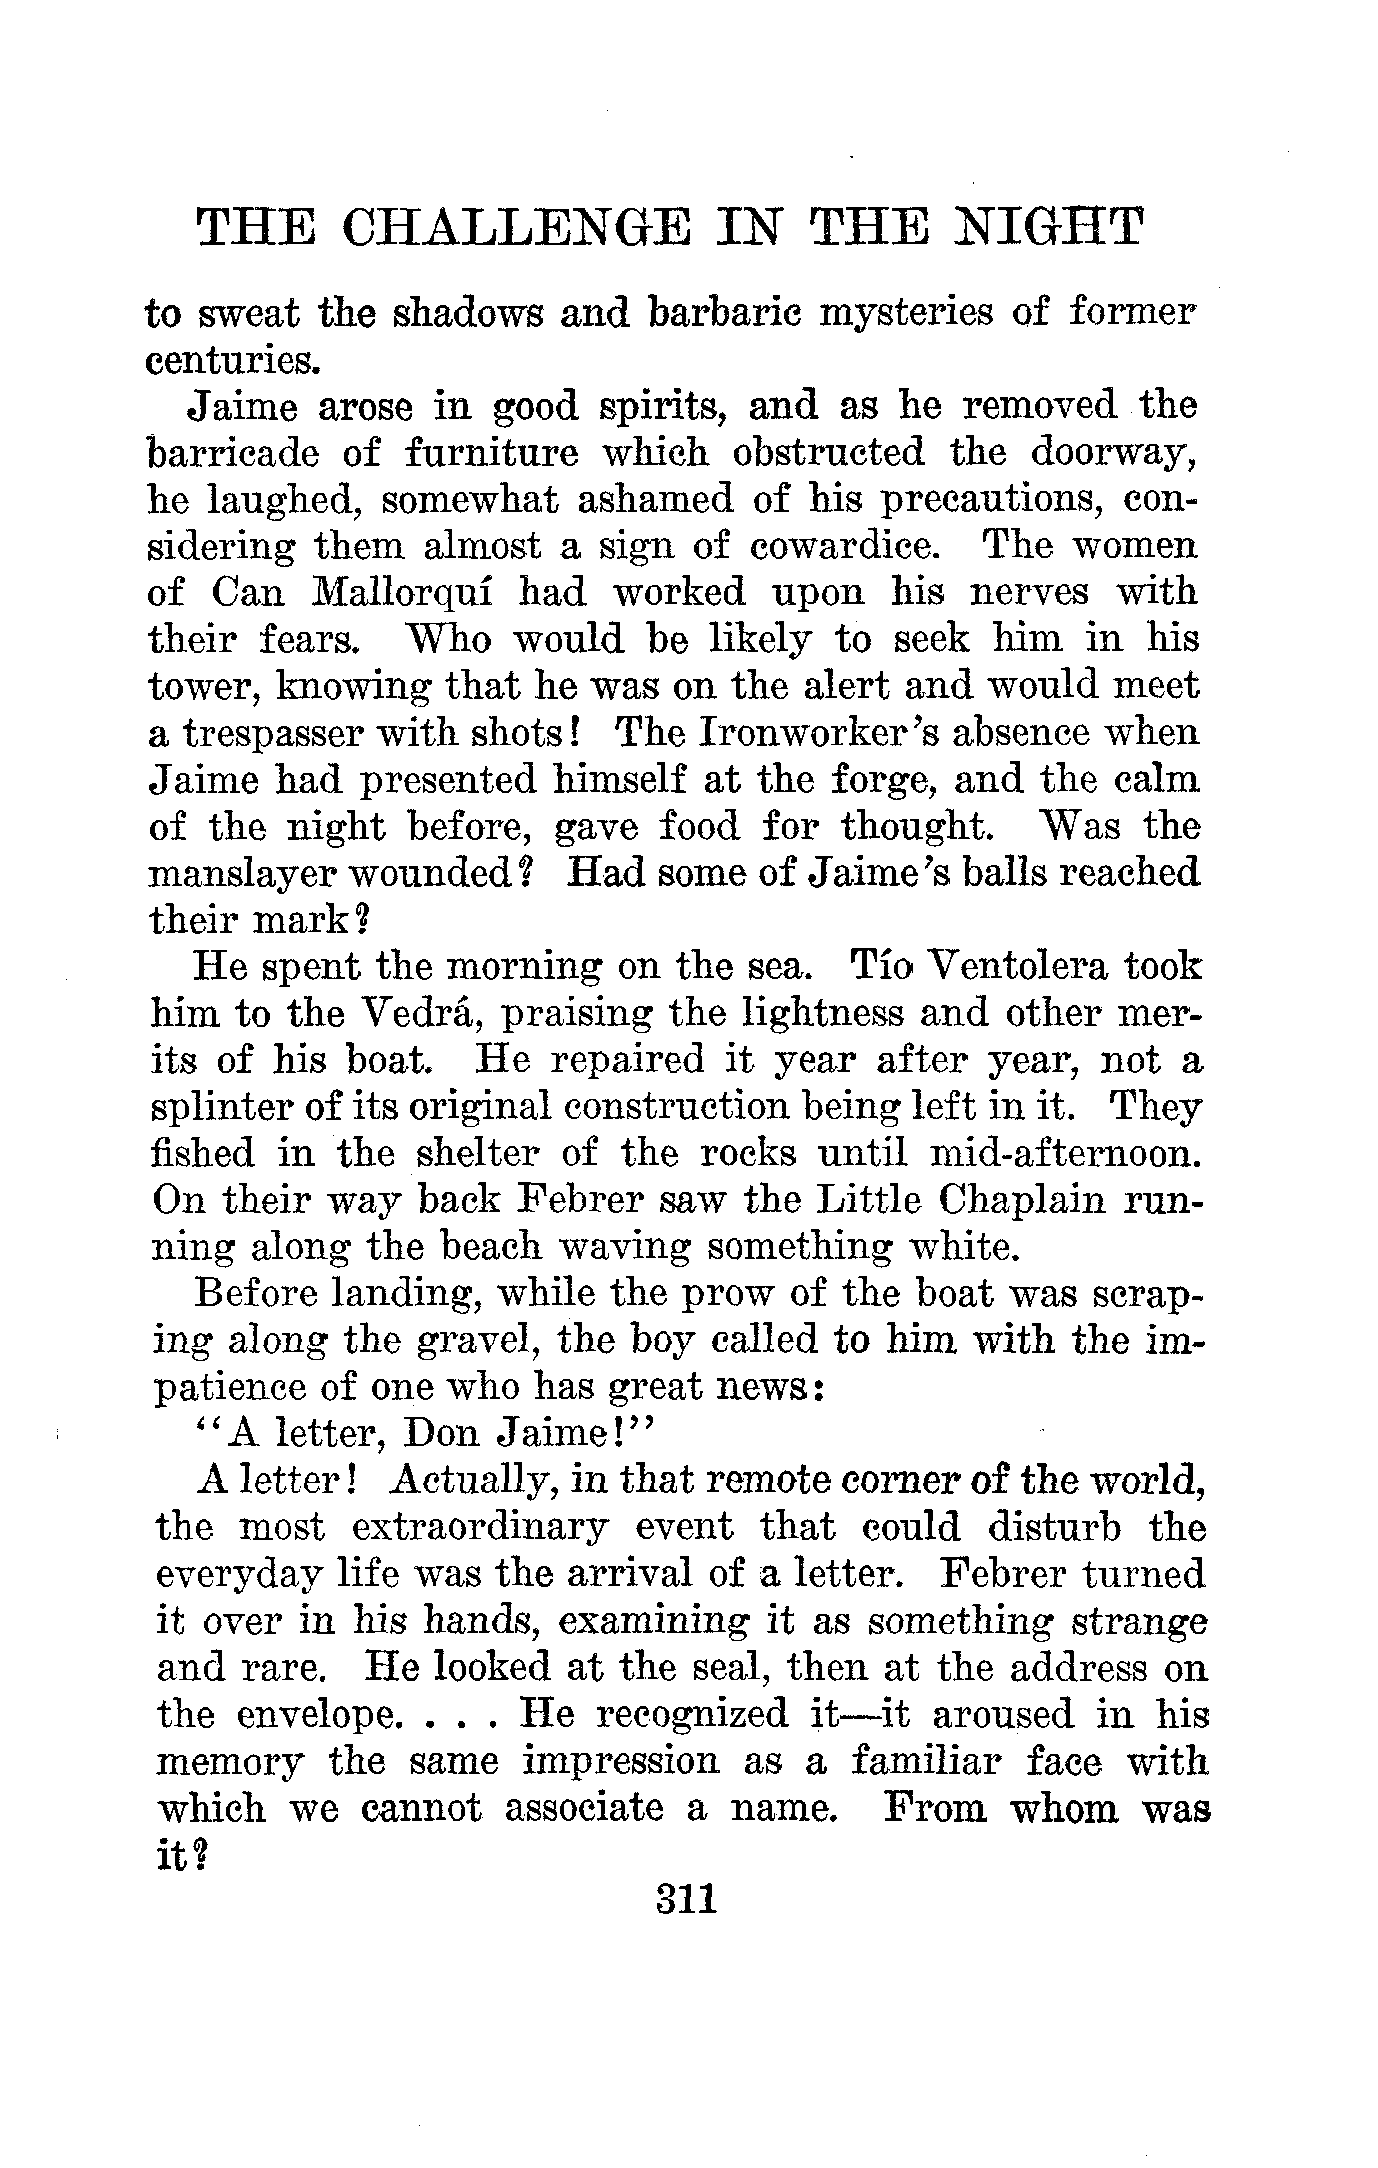 THE CHALLENGE IN THE NIGHT
to sweat the shadows and barbaric mysteries of former
centuries.
Jaime arose in good spirits, and as he removed the
barricade of furniture which obstructed the doorway,
he laughed, somewhat ashamed of his precautions, con-
sidering them almost a sign of cowardice. The women
of Can Mallorquí had worked upon his nerves with
their fears. Who would be likely to seek him in his
tower, knowing that he was on the alert and would meet
a trespasser with shots! The Ironworker's absence when
Jaime had presented himself at the forge, and the calm
of the night before, gave food for thought. Was the
manslayer wounded? Had some of Jaime's balls reached
their mark?
He spent the morning on the sea. Tío Ventolera took
him to the Vedrá, praising the lightness and other mer-
its of his boat. He repaired it year after year, not a
splinter of its original construction being left in it. They
fished in the shelter of the rocks until mid-afternoon.
On their way back Febrer saw the Little Chaplain run-
ning along the beach waving something white.
Before landing, while the prow of the boat was scrap-
ing along the gravel, the boy called to him with the im-
patience of one who has great news:
"A letter, Don Jaime!"
A letter! Actually, in that remote corner of the world,
the most extraordinary event that could disturb the
everyday life was the arrival of a letter. Febrer turned
it over in his hands, examining it as something strange
and rare. He looked at the seal, then at the address on
the envelope. . . . He recognized it—it aroused in his
memory the same impression as a familiar face with
which we cannot associate a name. From whom was
it?
311